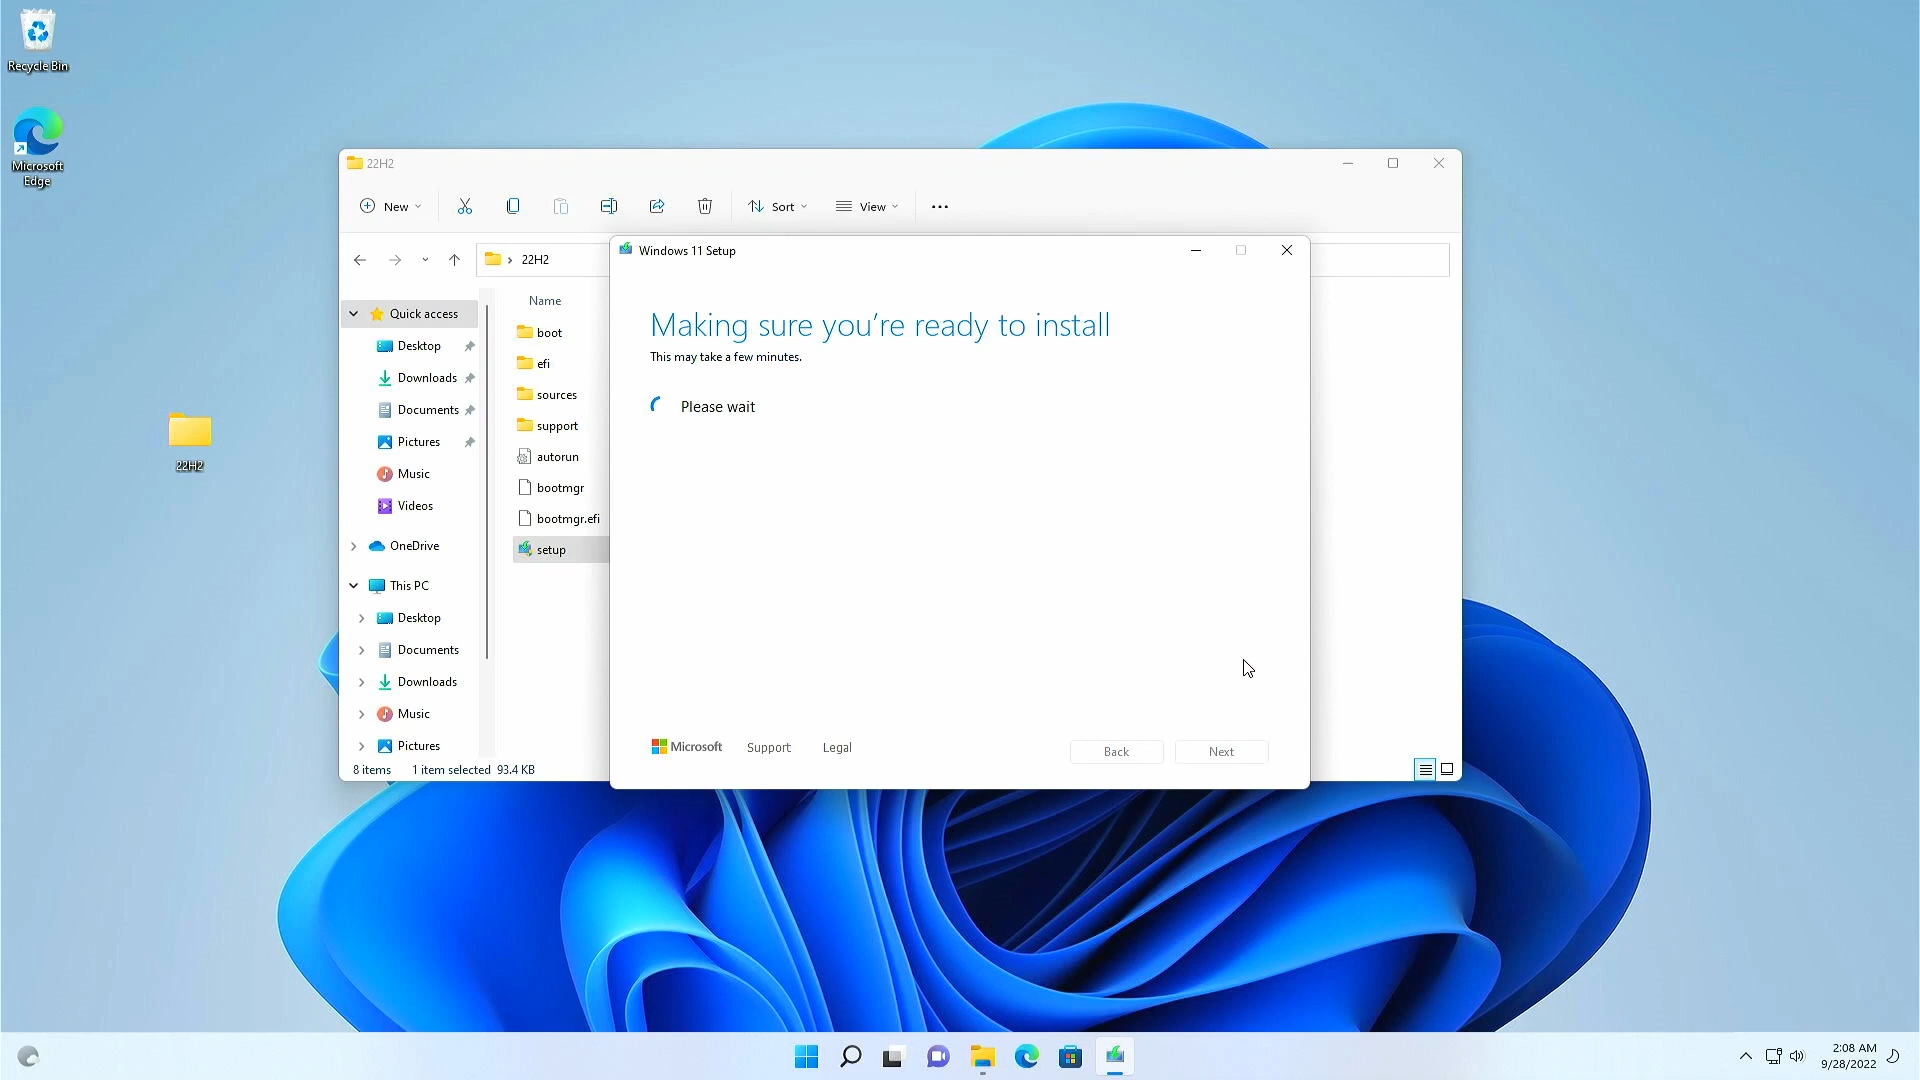 Recycle Bin
Microsoft
Edge
22H2
22H2
New
Sort
View
22H2
Name
Quick access
Desktop
Downloads
Documents
Pictures
Music
Videos
OneDrive
This PC
Desktop
Documents
Downloads
Music
Pictures
boot
efi
sources
support
autorun
bootmgr
bootmgr.efi
setup
8 items 1 item selected 93.4 KB
Windows 11 Setup
Making sure you’re ready to install
This may take a few minutes.
Please wait
Microsoft Support Legal
Back Next
2:08 AM
9/28/2022